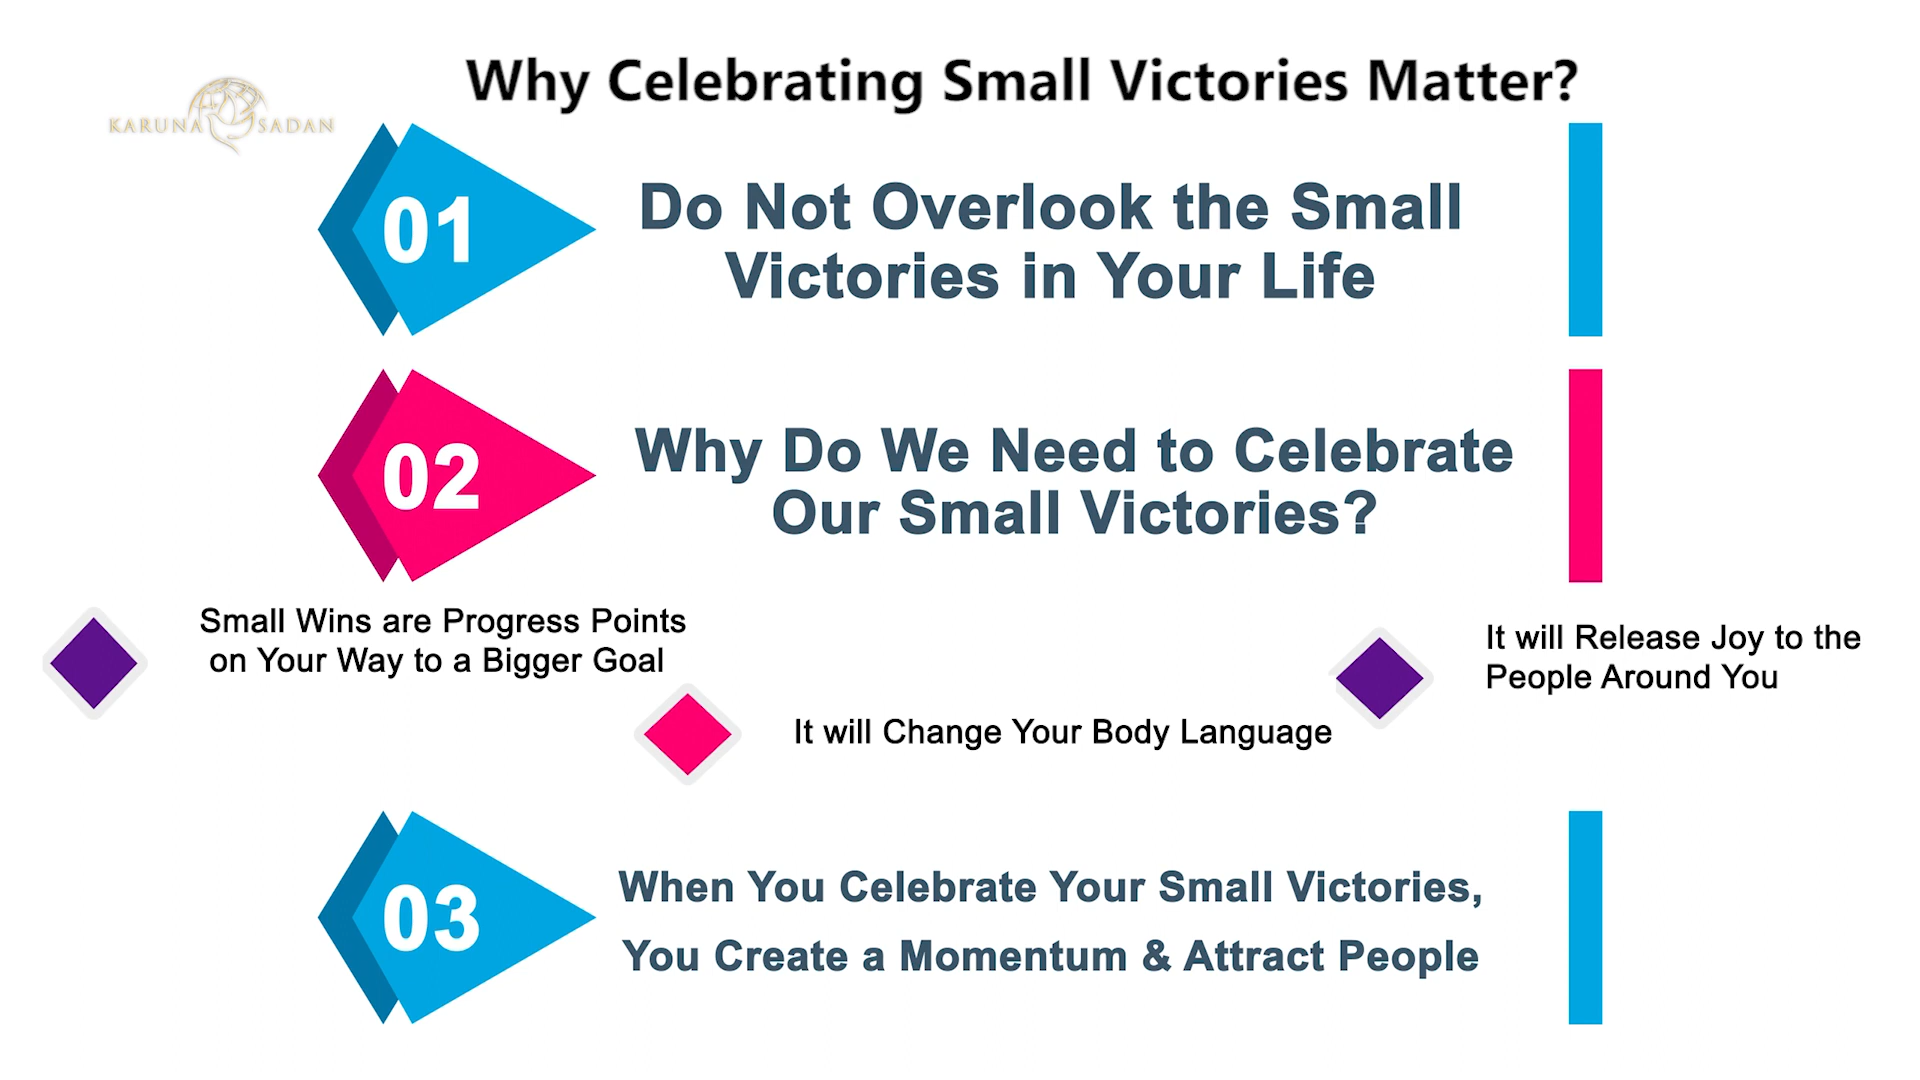 Why Celebrating Small Victories Matter?
KARUNA SADAN
01
Do Not Overlook the Small
Victories in Your Life
02
Why Do We Need to Celebrate
Our Small Victories?
Small Wins are Progress Points
on Your Way to a Bigger Goal
It will Change Your Body Language
It will Release Joy to the
People Around You
03
When You Celebrate Your Small Victories,
You Create a Momentum & Attract People